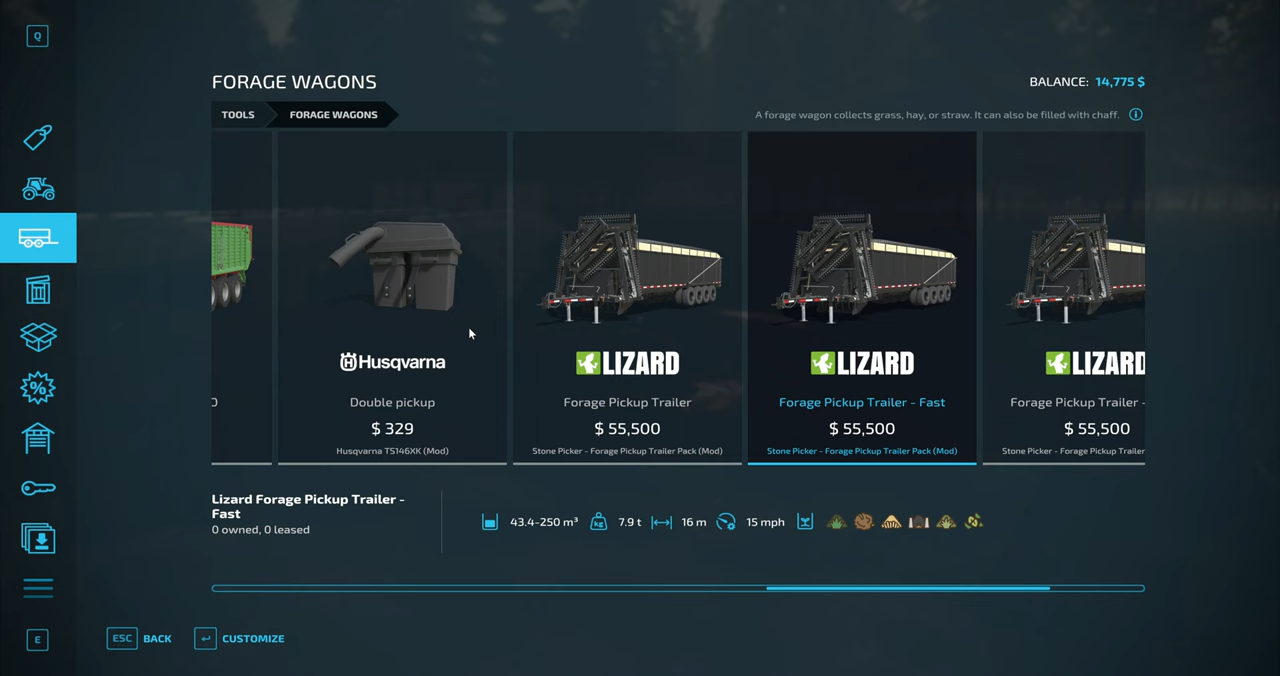 Q
FORAGE WAGONS
BALANCE: 14,775 $
TOOLS
FORAGE WAGONS
A forage wagon collects grass, hay, or straw. It can also be filled with chaff.
Husqvarna
Double pickup
$ 329
Husqvarna TS146XK (Mod)
LIZARD
Forage Pickup Trailer
$ 55,500
Stone Picker - Forage Pickup Trailer Pack (Mod)
LIZARD
Forage Pickup Trailer - Fast
$ 55,500
Stone Picker - Forage Pickup Trailer Pack (Mod)
LIZARD
Forage Pickup Trailer -
$ 55,500
Stone Picker - Forage Pickup Trailer
Lizard Forage Pickup Trailer -
Fast
0 owned, 0 leased
43.4-250 m³
7.9 t
16 m
15 mph
ESC BACK
CUSTOMIZE
E